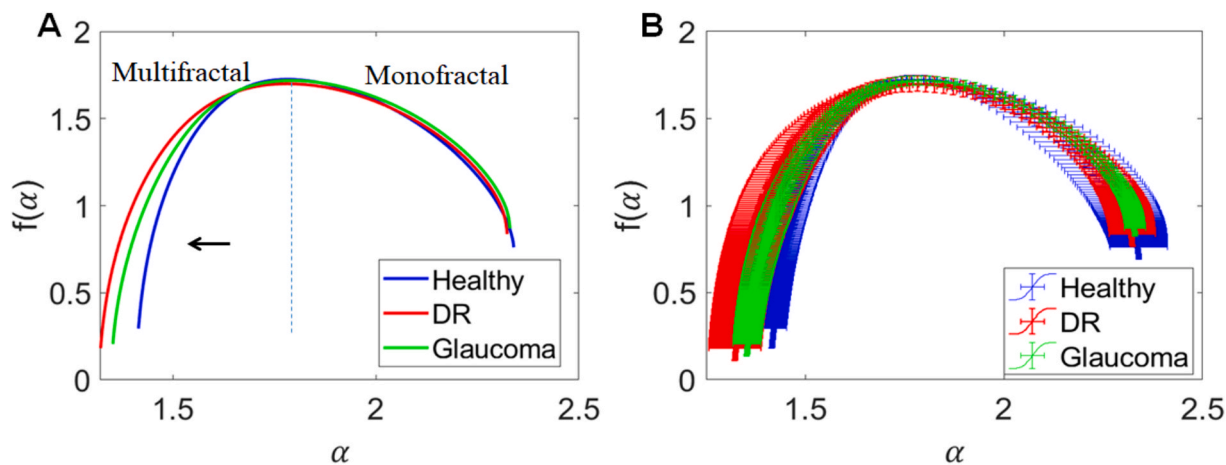 A
2
1.5
1
0.5
0
f(α)
Multifractal
Monofractal
Healthy
DR
Glaucoma
1.5
2
2.5
α
B
2
1.5
1
0.5
0
f(α)
Healthy
DR
Glaucoma
1.5
2
2.5
α